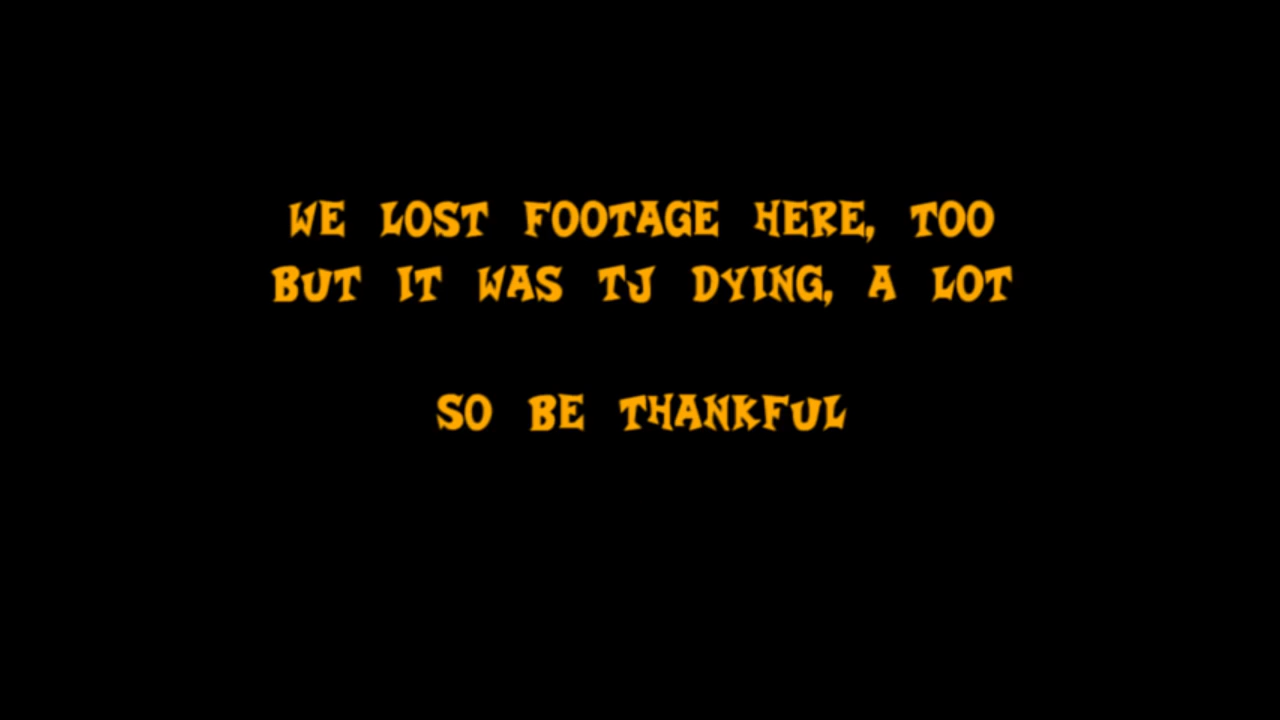 WE LOST FOOTAGE HERE, TOO
BUT IT WAS TJ DYING, A LOT
SO BE THANKFUL